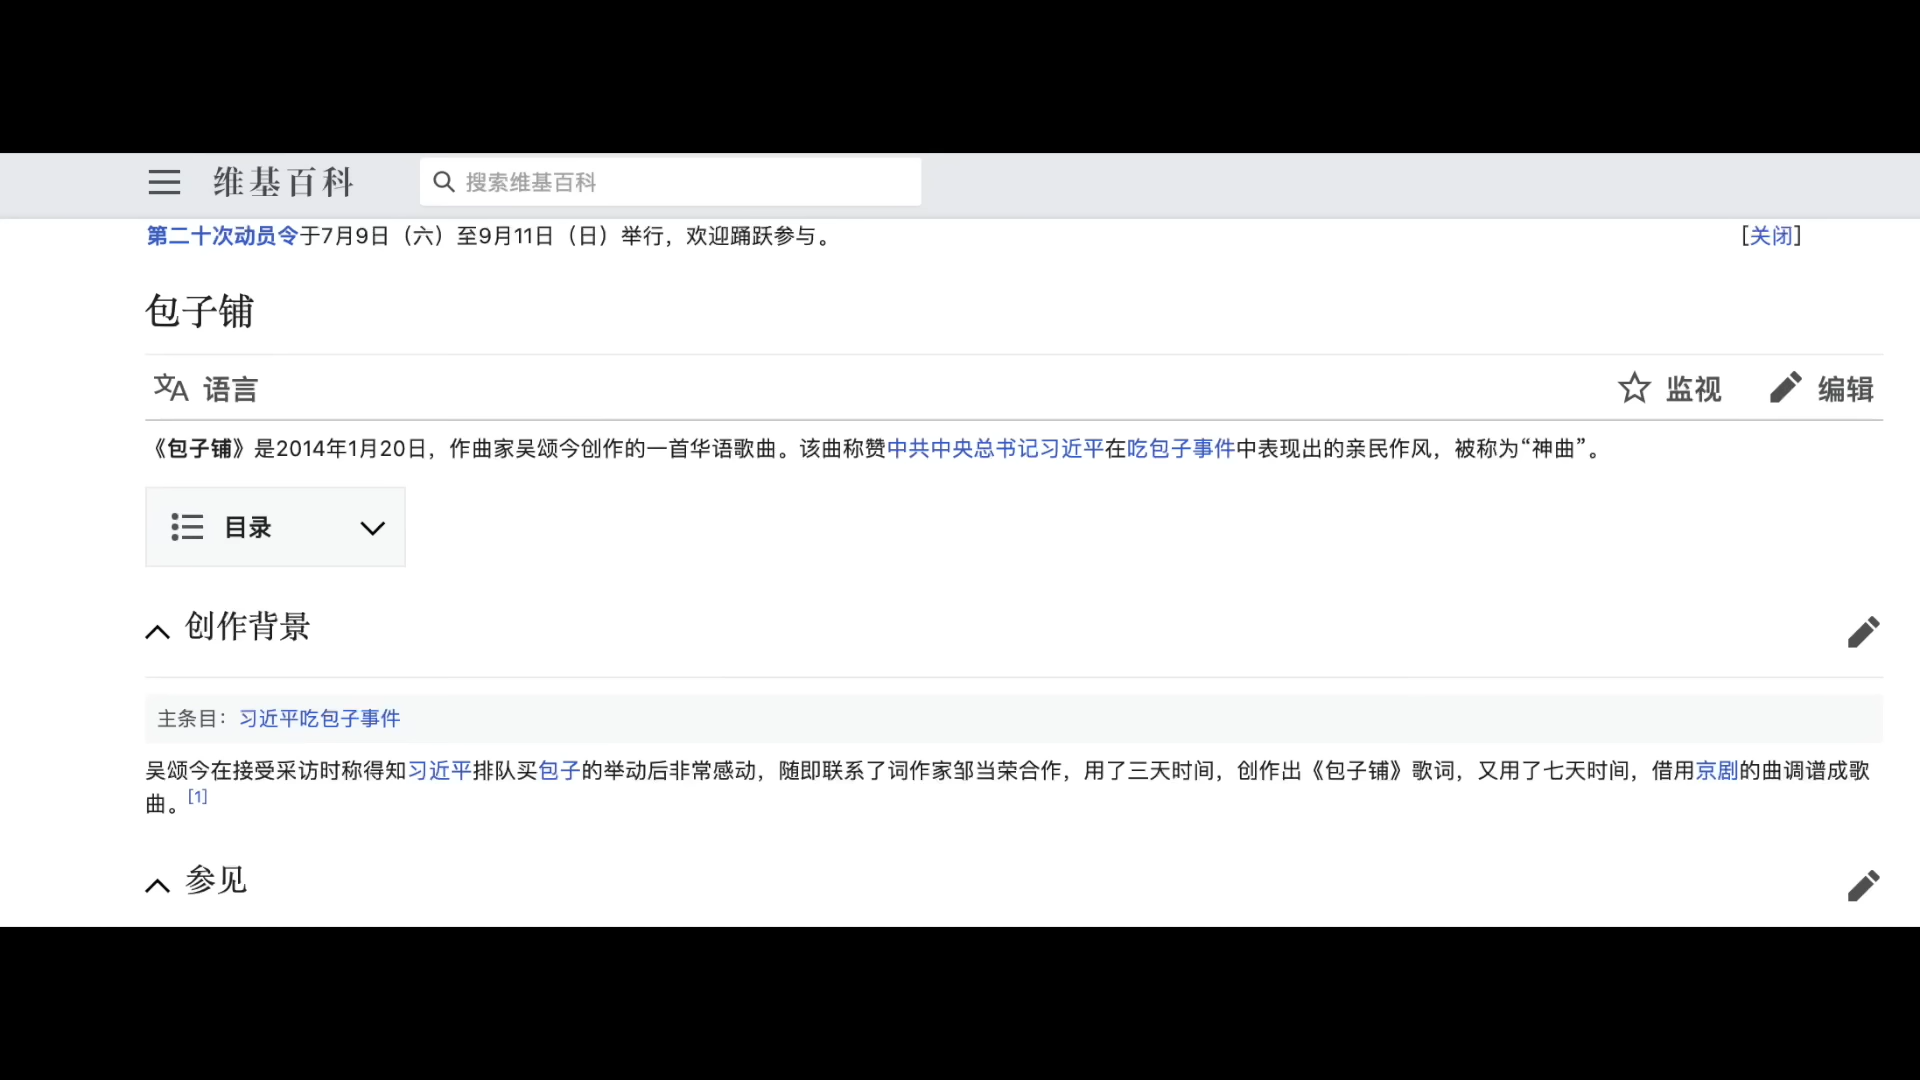 维基百科
搜索维基百科
第二十次动员令于7月9日（六）至9月11日（日）举行，欢迎踊跃参与。
[关闭]
包子铺
文A 语言
监视
编辑
《包子铺》是2014年1月20日，作曲家吴颂今创作的一首华语歌曲。该曲称赞中共中央总书记习近平在吃包子事件中表现出的亲民作风，被称为“神曲”。
目录
创作背景
主条目：习近平吃包子事件
吴颂今在接受采访时称得知习近平排队买包子的举动后非常感动，随即联系了词作家邹当荣合作，用了三天时间，创作出《包子铺》歌词，又用了七天时间，借用京剧的曲调谱成歌
曲。[1]
参见